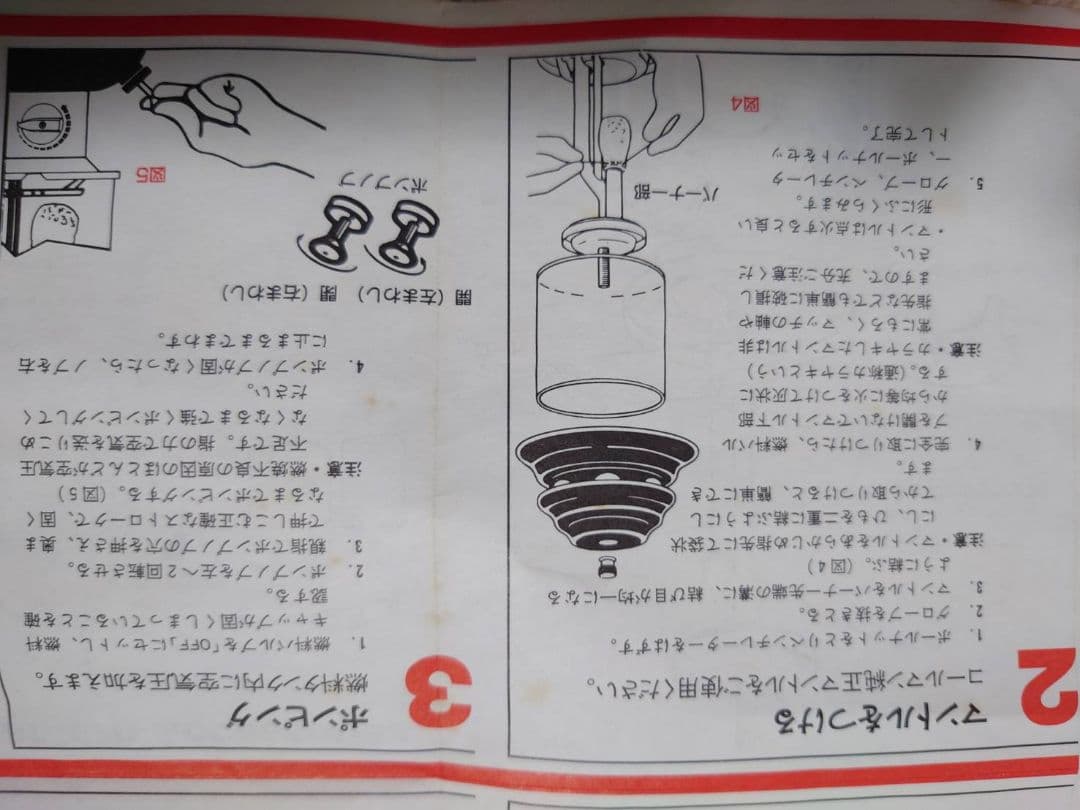 2
マントルをつける
コールマン純正マントルをご使用ください。
1. ボールナットをとりベンチレーターをはずす。
2. グローブを抜きとる。
3. マントルをバーナー先端の溝に、結び目が均一になる
ように結ぶ。(図4)
注意・マントルをあらかじめ指先にて袋状
にし、ひもを二重に結ぶようにし
てから取りつけると、簡単にでき
ます。
4. 完全に取りつけたら、燃料バル
ブを開けないでマントル下部
から均等に火をつけて灰状に
する。(通称カラヤキという)
注意・カラヤキしたマントルは非
常にもろく、マッチの軸や
指先などでも簡単に破損し
ますので、充分ご注意くだ
さい。
・マントルは点火すると良い
形にふくらみます。
5. グローブ、ベンチレータ
ー、ボールナットをセッ
トして完了。
バーナー部
図4
3
ポンピング
燃料タンク内に空気圧を加えます。
1. 燃料バルブを「OFF」にセットし、燃料
キャップが固くしまっていることを確
認する。
2. ポンプノブを左へ2回転させる。
3. 親指でポンプノブの穴を押さえ、奥ま
で押しこむ正確なストロークで、固く
なるまでポンピングする。(図5)
注意・燃焼不良の原因のほとんどが空気圧
不足です。指の力で空気を送りこめ
なくなるまで強くポンピングしてく
ださい。
4. ポンプノブが固くなったら、ノブを右
に止まるまでまわす。
開(左まわし) 閉(右まわし)
ポンプノブ
図5